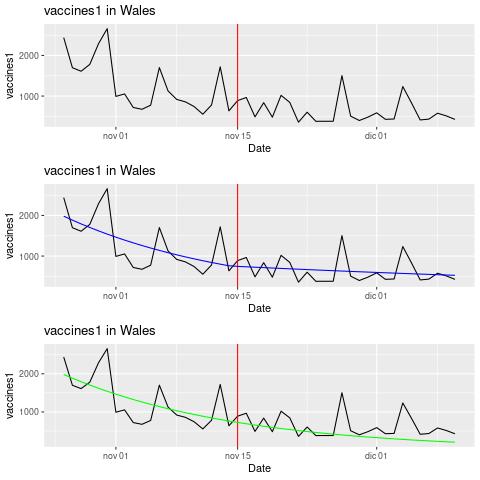 vaccines1 in Wales
vaccines1
2000
1000
nov 01
nov 15
dic 01
Date
vaccines1 in Wales
vaccines1
2000
1000
nov 01
nov 15
dic 01
Date
vaccines1 in Wales
vaccines1
2000
1000
nov 01
nov 15
dic 01
Date